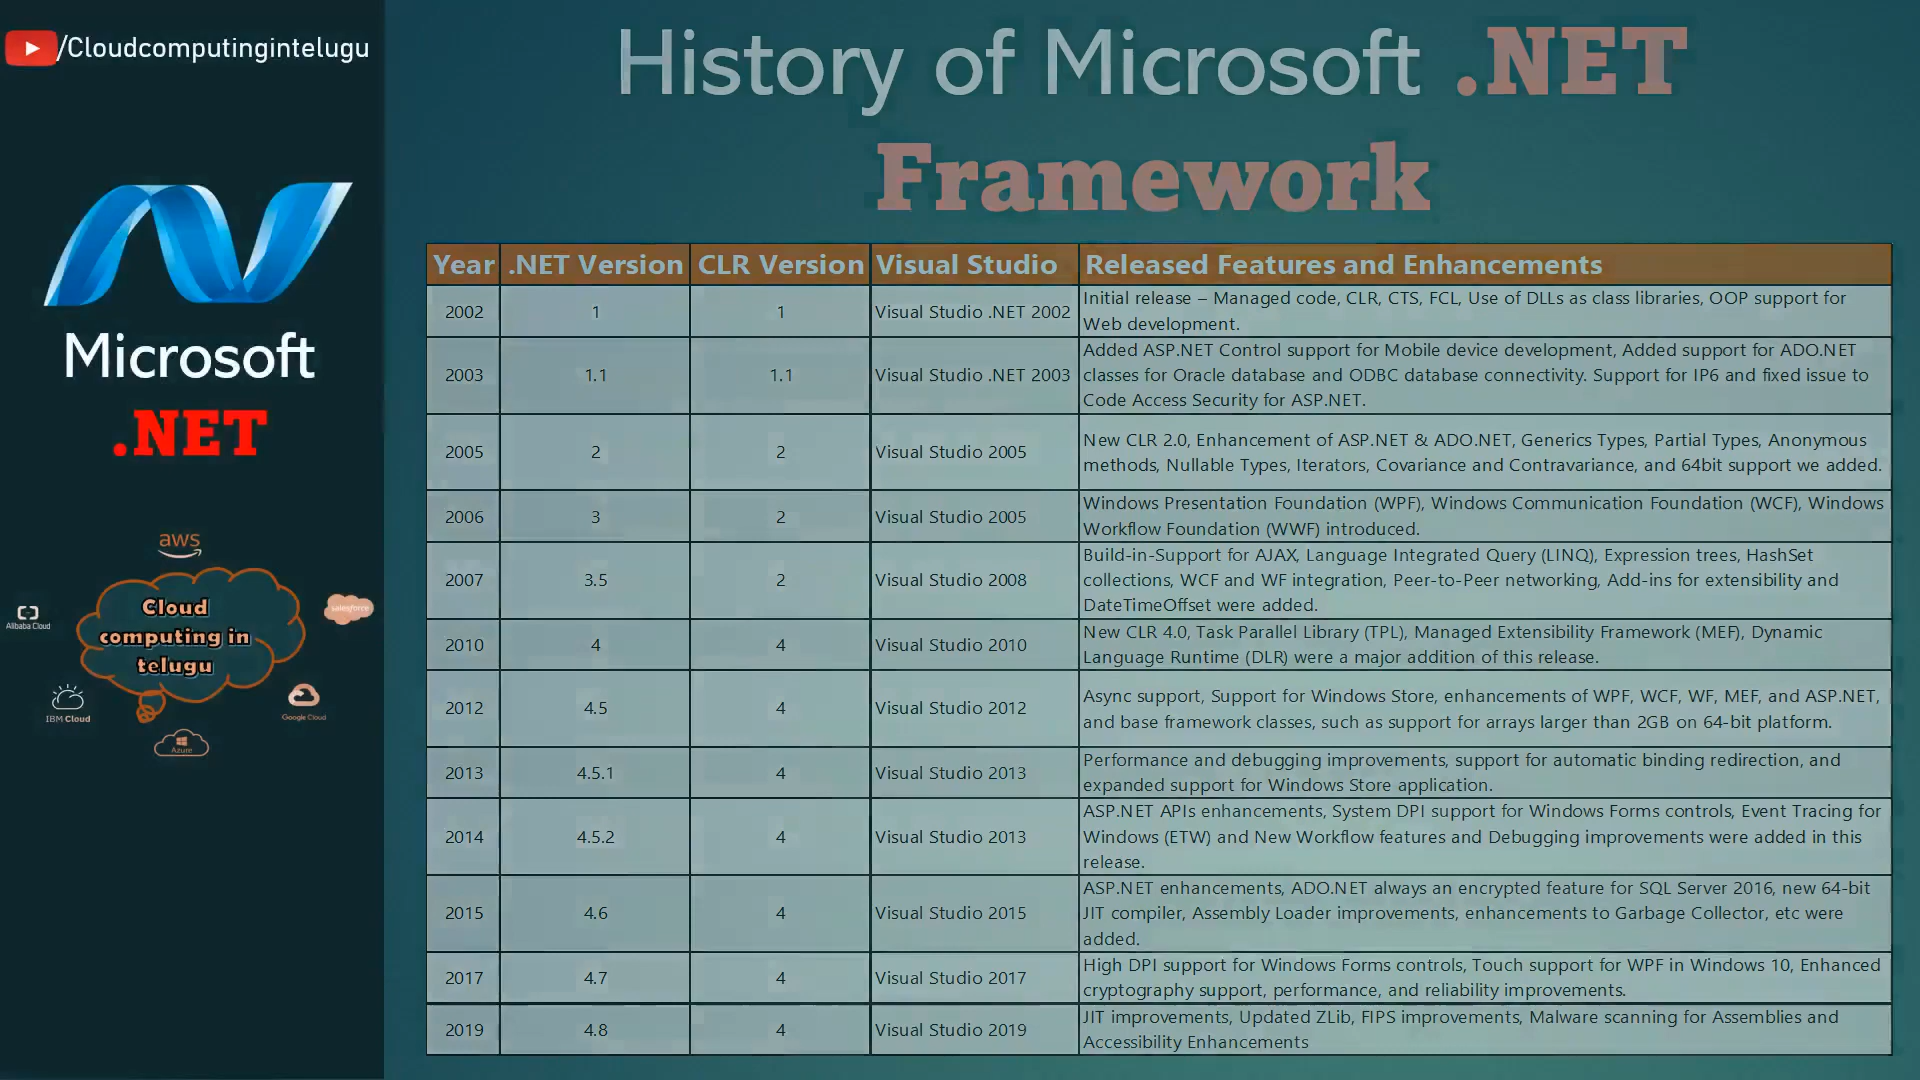 /Cloudcomputingintelugu
Microsoft
.NET
aws
Cloud
computing in
telugu
Alibaba Cloud
salesforce
IBM Cloud
Google Cloud
Azure
History of Microsoft .NET
Framework
Year .NET Version CLR Version Visual Studio Released Features and Enhancements
2002 1 1 Visual Studio .NET 2002 Initial release – Managed code, CLR, CTS, FCL, Use of DLLs as class libraries, OOP support for
Web development.
2003 1.1 1.1 Visual Studio .NET 2003 Added ASP.NET Control support for Mobile device development, Added support for ADO.NET
classes for Oracle database and ODBC database connectivity. Support for IP6 and fixed issue to
Code Access Security for ASP.NET.
2005 2 2 Visual Studio 2005 New CLR 2.0, Enhancement of ASP.NET & ADO.NET, Generics Types, Partial Types, Anonymous
methods, Nullable Types, Iterators, Covariance and Contravariance, and 64bit support we added.
2006 3 2 Visual Studio 2005 Windows Presentation Foundation (WPF), Windows Communication Foundation (WCF), Windows
Workflow Foundation (WWF) introduced.
2007 3.5 2 Visual Studio 2008 Build-in-Support for AJAX, Language Integrated Query (LINQ), Expression trees, HashSet
collections, WCF and WF integration, Peer-to-Peer networking, Add-ins for extensibility and
DateTimeOffset were added.
2010 4 4 Visual Studio 2010 New CLR 4.0, Task Parallel Library (TPL), Managed Extensibility Framework (MEF), Dynamic
Language Runtime (DLR) were a major addition of this release.
2012 4.5 4 Visual Studio 2012 Async support, Support for Windows Store, enhancements of WPF, WCF, WF, MEF, and ASP.NET,
and base framework classes, such as support for arrays larger than 2GB on 64-bit platform.
2013 4.5.1 4 Visual Studio 2013 Performance and debugging improvements, support for automatic binding redirection, and
expanded support for Windows Store application.
2014 4.5.2 4 Visual Studio 2013 ASP.NET APIs enhancements, System DPI support for Windows Forms controls, Event Tracing for
Windows (ETW) and New Workflow features and Debugging improvements were added in this
release.
2015 4.6 4 Visual Studio 2015 ASP.NET enhancements, ADO.NET always an encrypted feature for SQL Server 2016, new 64-bit
JIT compiler, Assembly Loader improvements, enhancements to Garbage Collector, etc were
added.
2017 4.7 4 Visual Studio 2017 High DPI support for Windows Forms controls, Touch support for WPF in Windows 10, Enhanced
cryptography support, performance, and reliability improvements.
2019 4.8 4 Visual Studio 2019 JIT improvements, Updated ZLib, FIPS improvements, Malware scanning for Assemblies and
Accessibility Enhancements